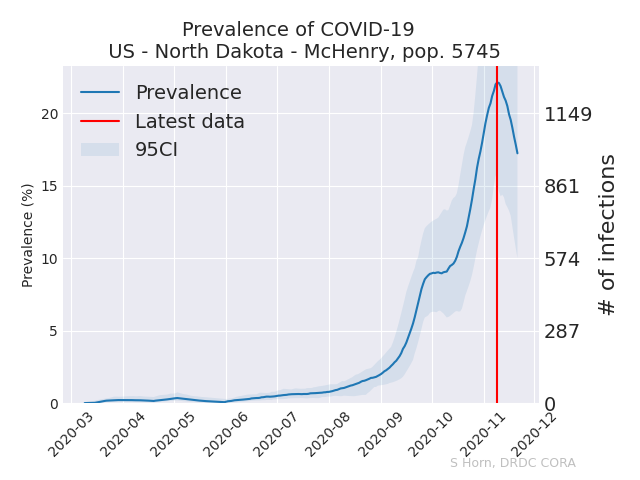 Prevalence of COVID-19
US - North Dakota - McHenry, pop. 5745
Prevalence
Latest data
95CI
Prevalence (%)
20
15
10
5
0
1149
861
574
287
0
# of infections
2020-03
2020-04
2020-05
2020-06
2020-07
2020-08
2020-09
2020-10
2020-11
2020-12
S Horn, DRDC CORA